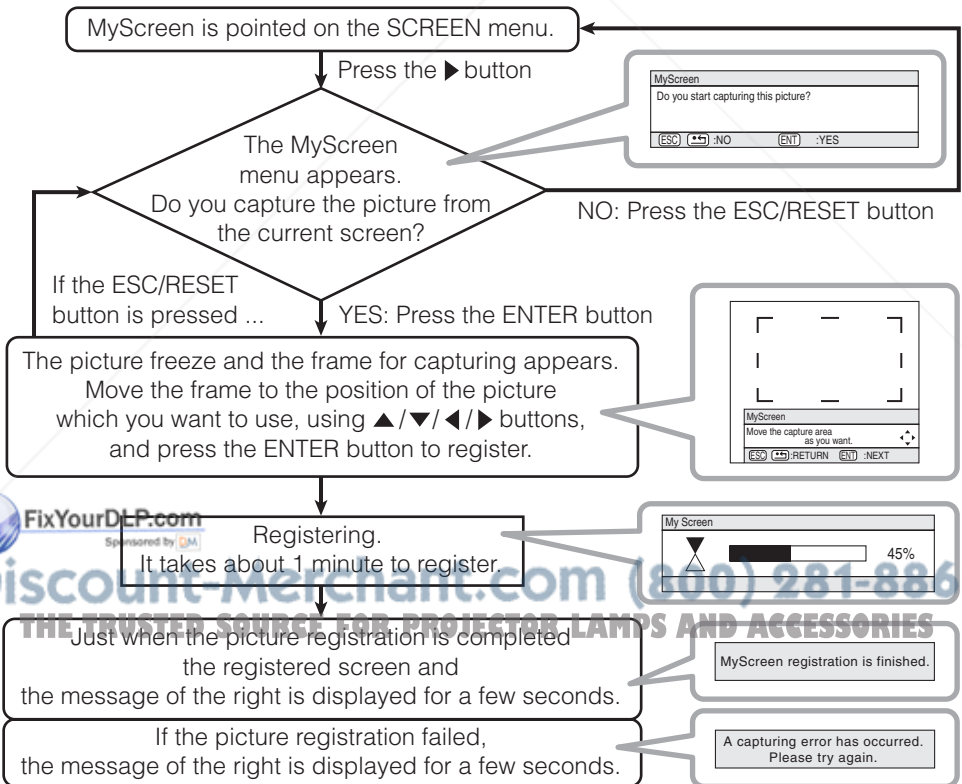 MyScreen is pointed on the SCREEN menu.
Press the ▶ button
MyScreen
Do you start capturing this picture?
ESC :NO ENT :YES
The MyScreen
menu appears.
Do you capture the picture from
the current screen?
NO: Press the ESC/RESET button
If the ESC/RESET
button is pressed ...
YES: Press the ENTER button
The picture freeze and the frame for capturing appears.
Move the frame to the position of the picture
which you want to use, using ▲/▼/◀/▶ buttons,
and press the ENTER button to register.
MyScreen
Move the capture area
as you want.
ESC :RETURN ENT :NEXT
FixYourDLP.com
Sponsored by DM
Registering.
It takes about 1 minute to register.
My Screen
45%
iscount-Merchant.com (800) 281-886
THE TRUSTED SOURCE FOR PROJECTOR LAMPS AND ACCESSORIES
Just when the picture registration is completed
the registered screen and
the message of the right is displayed for a few seconds.
MyScreen registration is finished.
If the picture registration failed,
the message of the right is displayed for a few seconds.
A capturing error has occurred.
Please try again.